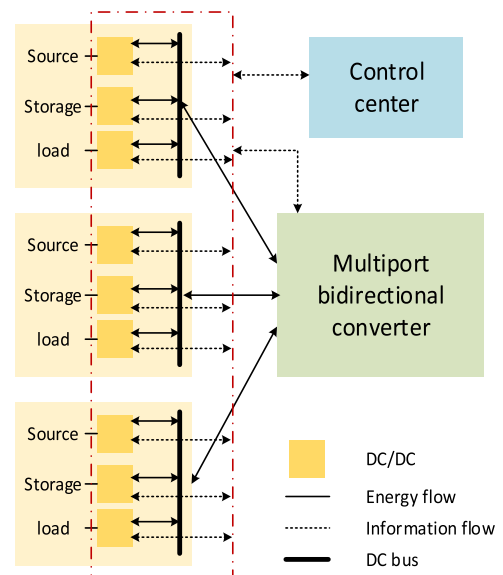 Source
Storage
load
Control
center
Source
Storage
load
Multiport
bidirectional
converter
Source
Storage
load
DC/DC
Energy flow
Information flow
DC bus